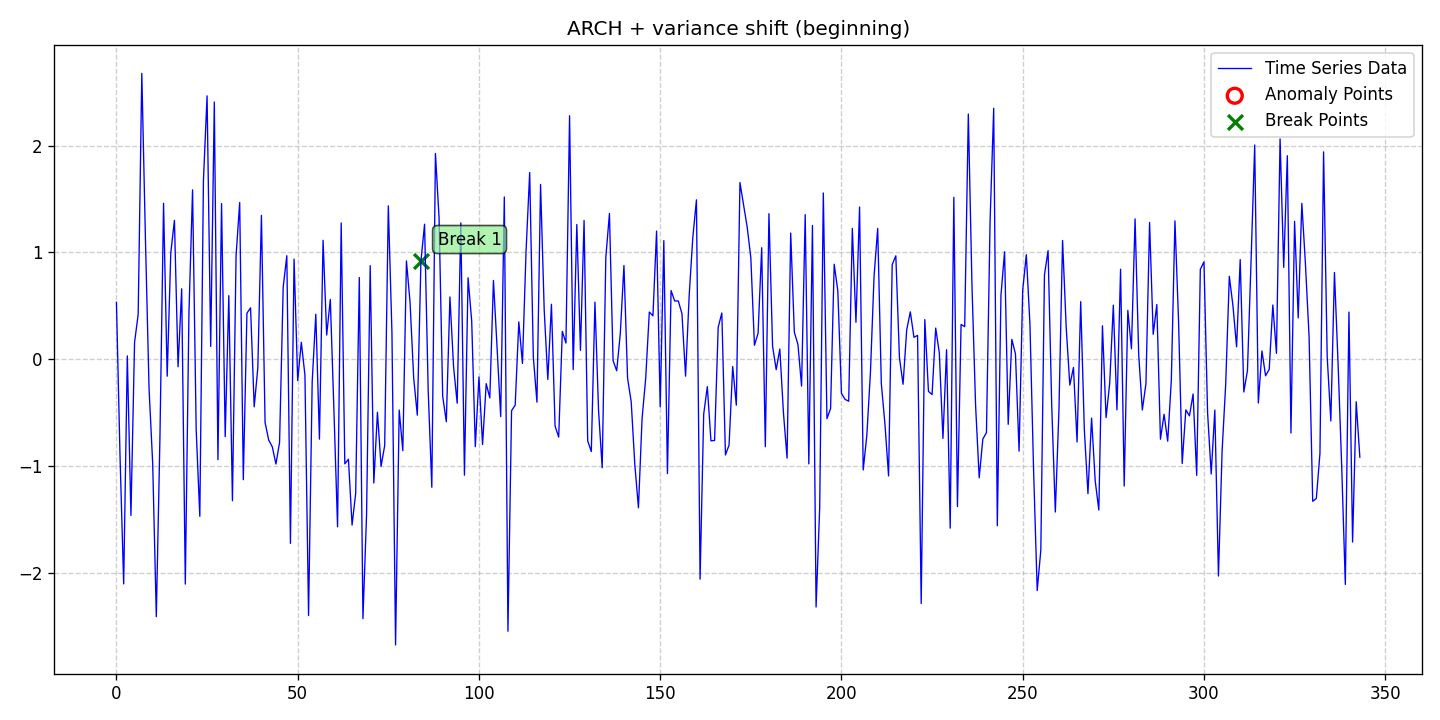 ARCH + variance shift (beginning)
Time Series Data
Anomaly Points
Break Points
Break 1
2
1
0
−1
−2
0 50 100 150 200 250 300 350